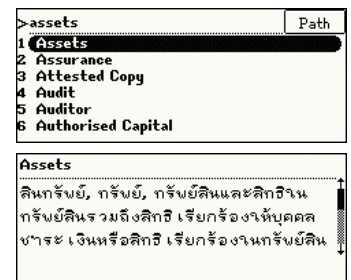 >assets Path
1 Assets
2 Assurance
3 Attested Copy
4 Audit
5 Auditor
6 Authorised Capital
Assets
สินทรัพย์, ทรัพย์, ทรัพย์สินและสิทธิใน
ทรัพย์สินรวมถึงสิทธิ เรียกร้องให้บุคคล
ชำระ เงินหรือสิทธิ เรียกร้องในทรัพย์สิน